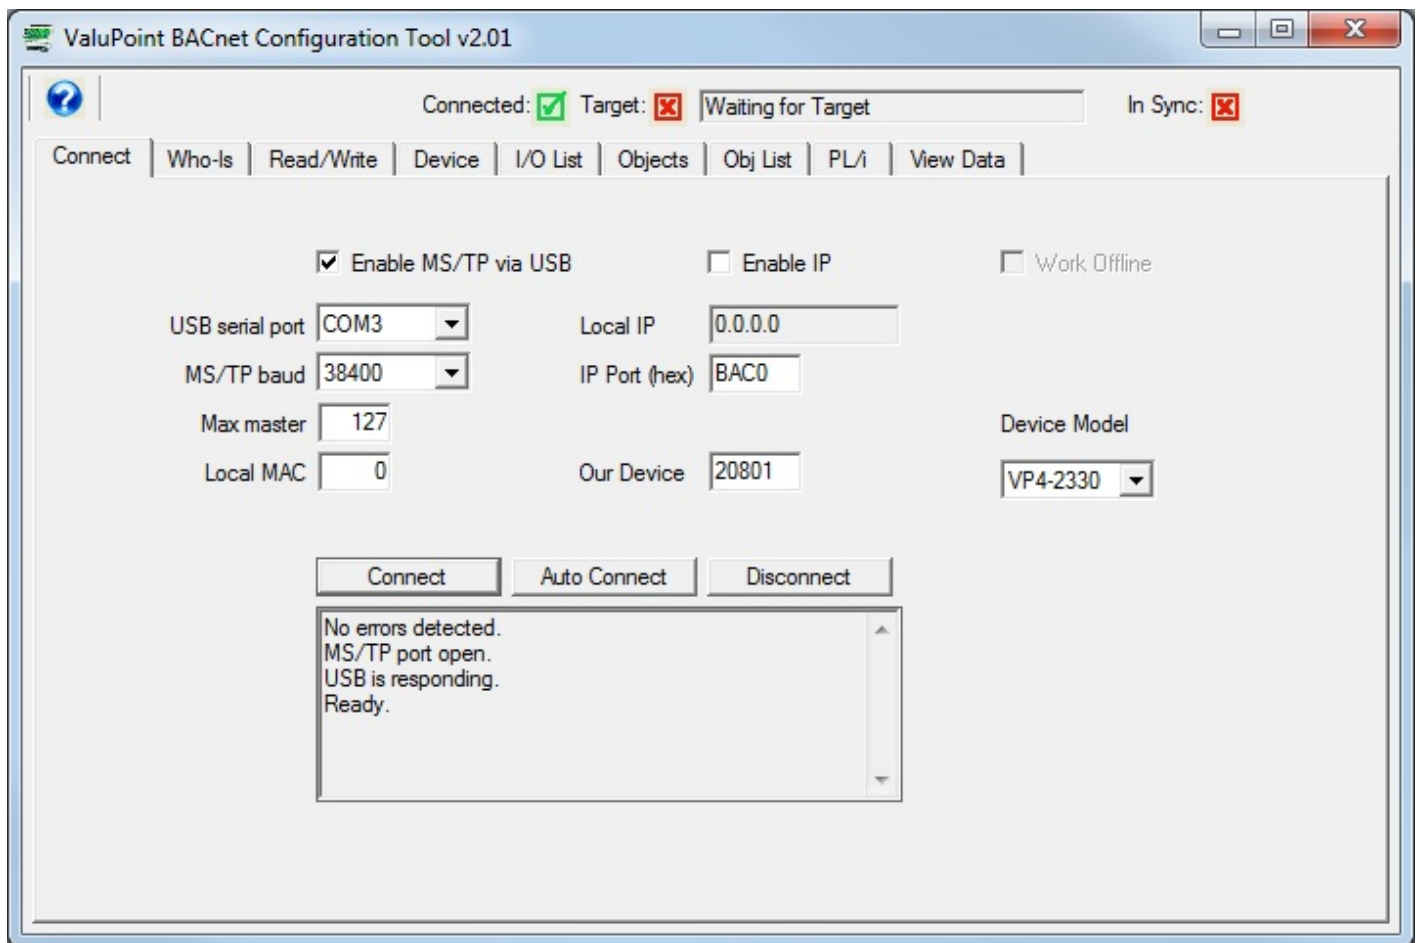 ValuPoint BACnet Configuration Tool v2.01
Connected: Target: Waiting for Target In Sync:
Connect Who-Is Read/Write Device I/O List Objects Obj List PL/i View Data
Enable MS/TP via USB Enable IP Work Offline
USB serial port COM3 Local IP 0.0.0.0
MS/TP baud 38400 IP Port (hex) BAC0
Max master 127 Device Model
Local MAC 0 Our Device 20801 VP4-2330
Connect Auto Connect Disconnect
No errors detected.
MS/TP port open.
USB is responding.
Ready.